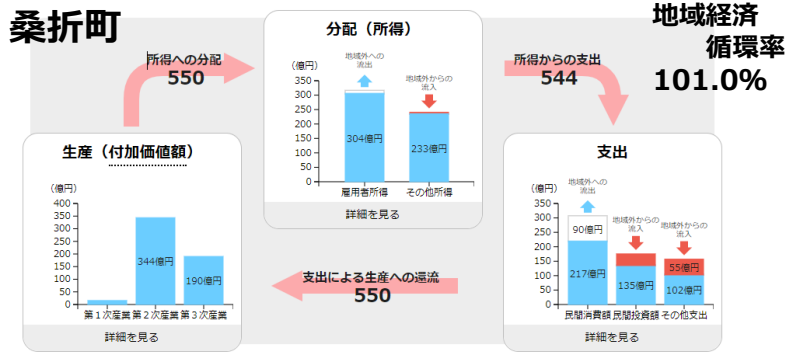 桑折町
地域経済
循環率
101.0%
所得への分配
550
分配（所得）
(億円)
350
300
250
200
150
100
50
0
地域外への
流出
地域外からの
流入
304億円
233億円
雇用者所得 その他所得
詳細を見る
所得からの支出
544
生産（付加価値額）
(億円)
400
350
300
250
200
150
100
50
0
344億円
190億円
第１次産業 第２次産業 第３次産業
詳細を見る
支出
(億円)
350
300
250
200
150
100
50
0
地域外への
流出
地域外からの
流入
地域外からの
流入
90億円
217億円
135億円
55億円
102億円
民間消費額 民間投資額 その他支出
詳細を見る
支出による生産への還流
550